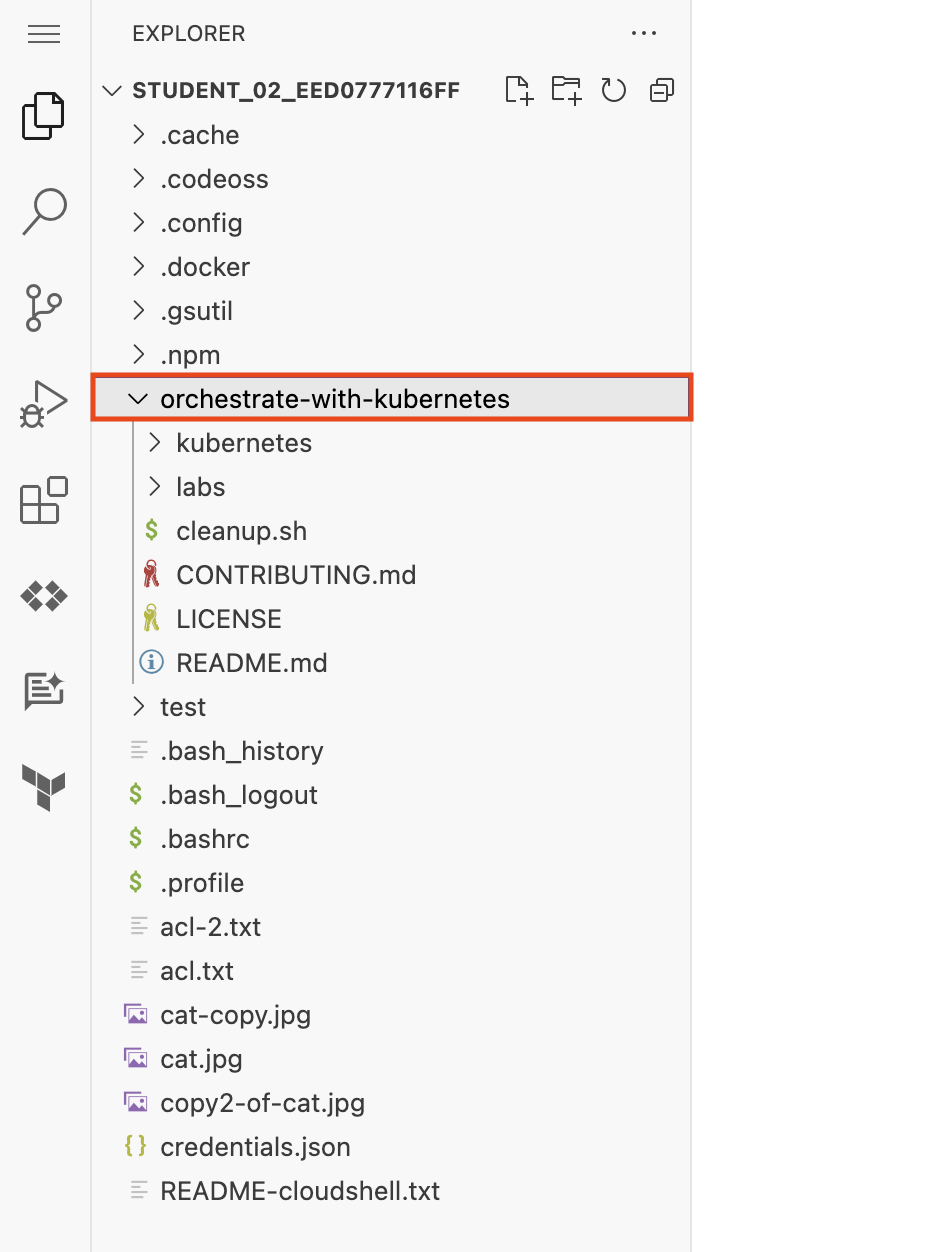 EXPLORER
STUDENT_02_EED0777116FF
.cache
.codeoss
.config
.docker
.gsutil
.npm
orchestrate-with-kubernetes
kubernetes
labs
$ cleanup.sh
CONTRIBUTING.md
LICENSE
README.md
test
.bash_history
$ .bash_logout
$ .bashrc
$ .profile
acl-2.txt
acl.txt
cat-copy.jpg
cat.jpg
copy2-of-cat.jpg
{} credentials.json
README-cloudshell.txt